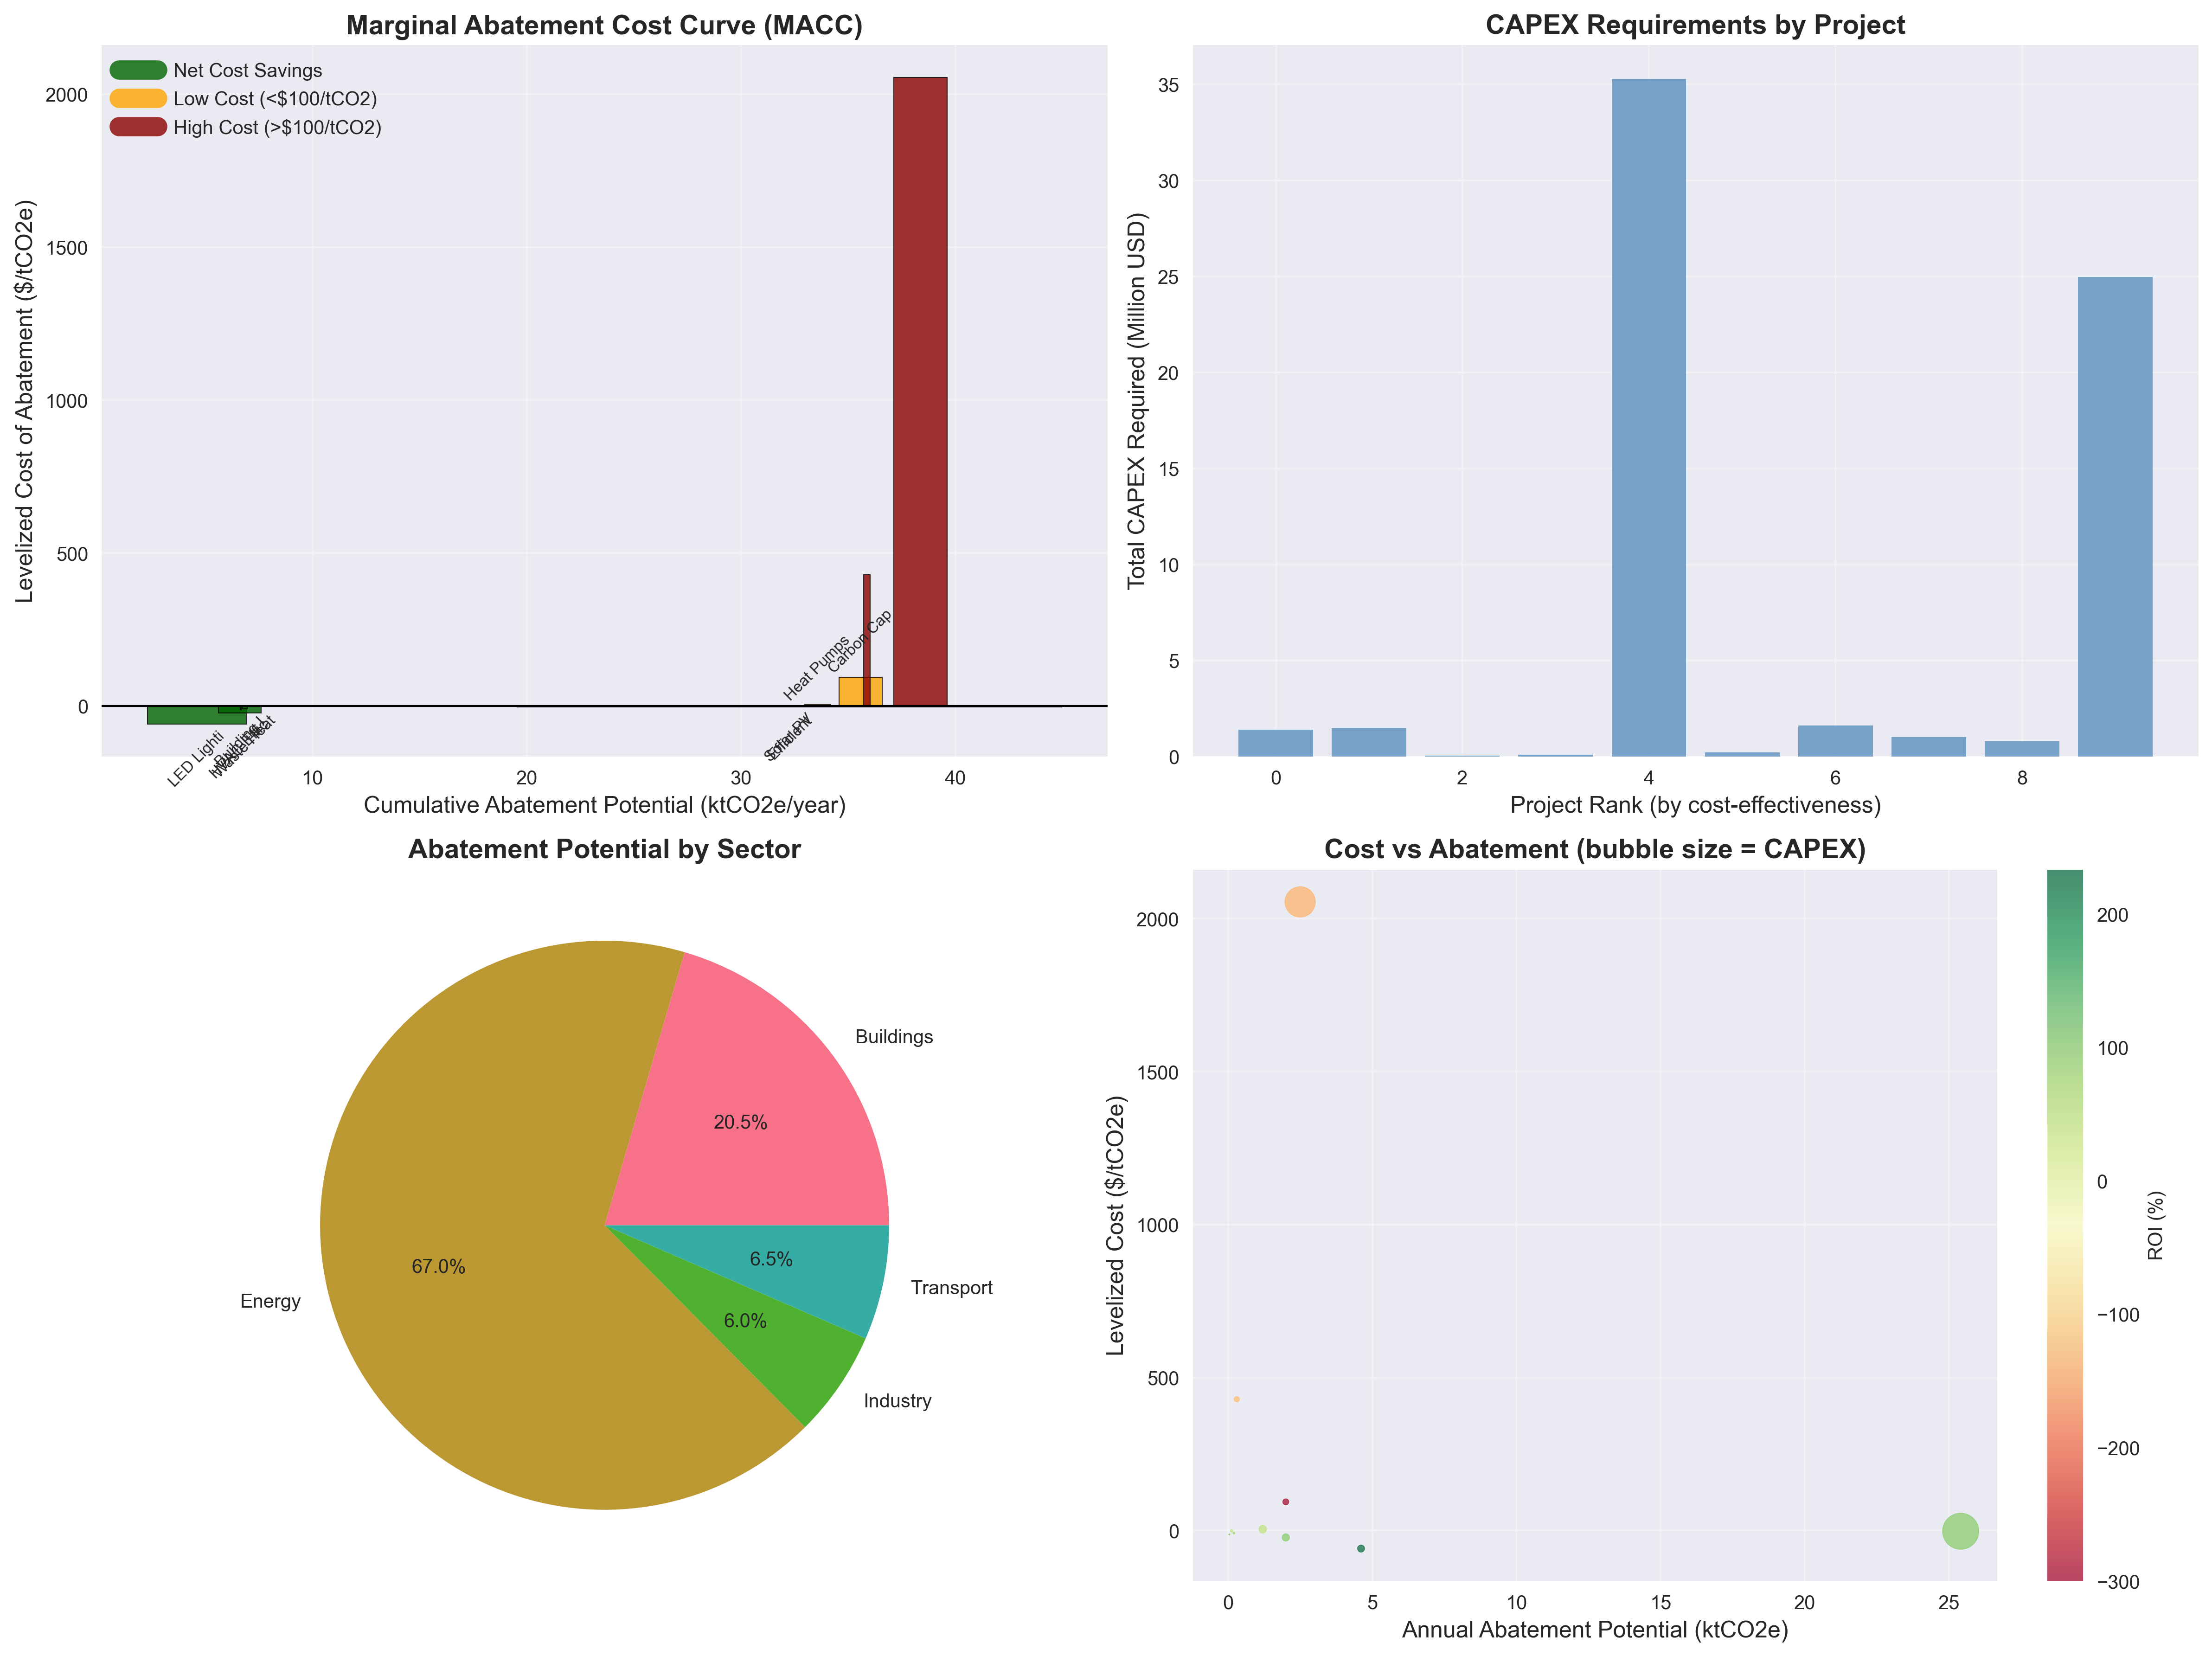 Marginal Abatement Cost Curve (MACC)
Net Cost Savings
Low Cost (<$100/tCO2)
High Cost (>$100/tCO2)
Levelized Cost of Abatement ($/tCO2e)
2000
1500
1000
500
0
Heat Pumps
Carbon Cap
LED Lighti
10
20
30
40
Cumulative Abatement Potential (ktCO2e/year)
CAPEX Requirements by Project
Total CAPEX Required (Million USD)
35
30
25
20
15
10
5
0
0
2
4
6
8
Project Rank (by cost-effectiveness)
Abatement Potential by Sector
Buildings
20.5%
67.0%
Energy
6.5%
Transport
6.0%
Industry
Cost vs Abatement (bubble size = CAPEX)
Levelized Cost ($/tCO2e)
2000
1500
1000
500
0
0
5
10
15
20
25
Annual Abatement Potential (ktCO2e)
200
100
0
−100
−200
−300
ROI (%)